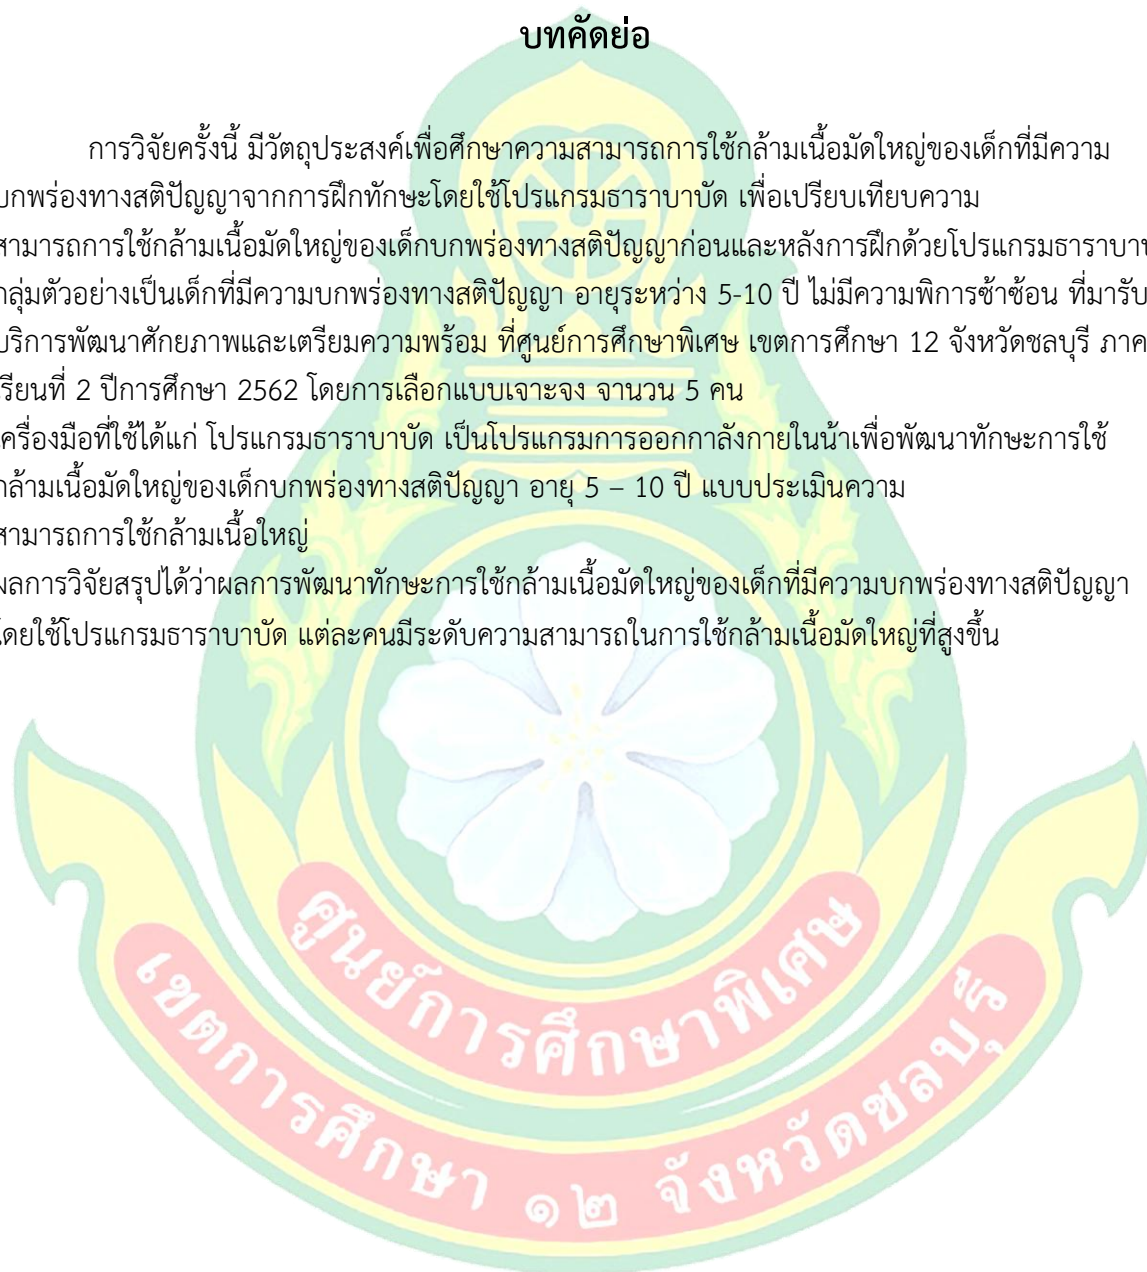 บทคัดย่อ
การวิจัยครั้งนี้ มีวัตถุประสงค์เพื่อศึกษาความสามารถการใช้กล้ามเนื้อมัดใหญ่ของเด็กที่มีความ
บกพร่องทางสติปัญญาจากการฝึกทักษะโดยใช้โปรแกรมธาราบาบัด เพื่อเปรียบเทียบความ
สามารถการใช้กล้ามเนื้อมัดใหญ่ของเด็กบกพร่องทางสติปัญญาก่อนและหลังการฝึกด้วยโปรแกรมธาราบาบ
กลุ่มตัวอย่างเป็นเด็กที่มีความบกพร่องทางสติปัญญา อายุระหว่าง 5-10 ปี ไม่มีความพิการซ้าซ้อน ที่มารับ
บริการพัฒนาศักยภาพและเตรียมความพร้อม ที่ศูนย์การศึกษาพิเศษ เขตการศึกษา 12 จังหวัดชลบุรี ภาค
เรียนที่ 2 ปีการศึกษา 2562 โดยการเลือกแบบเจาะจง จานวน 5 คน
เครื่องมือที่ใช้ได้แก่ โปรแกรมธาราบาบัด เป็นโปรแกรมการออกกาลังกายในน้าเพื่อพัฒนาทักษะการใช้
กล้ามเนื้อมัดใหญ่ของเด็กบกพร่องทางสติปัญญา อายุ 5 – 10 ปี แบบประเมินความ
สามารถการใช้กล้ามเนื้อใหญ่
ผลการวิจัยสรุปได้ว่าผลการพัฒนาทักษะการใช้กล้ามเนื้อมัดใหญ่ของเด็กที่มีความบกพร่องทางสติปัญญา
โดยใช้โปรแกรมธาราบาบัด แต่ละคนมีระดับความสามารถในการใช้กล้ามเนื้อมัดใหญ่ที่สูงขึ้น
ศูนย์การศึกษาพิเศษ
เขตการศึกษา ๑๒ จังหวัดชลบุรี